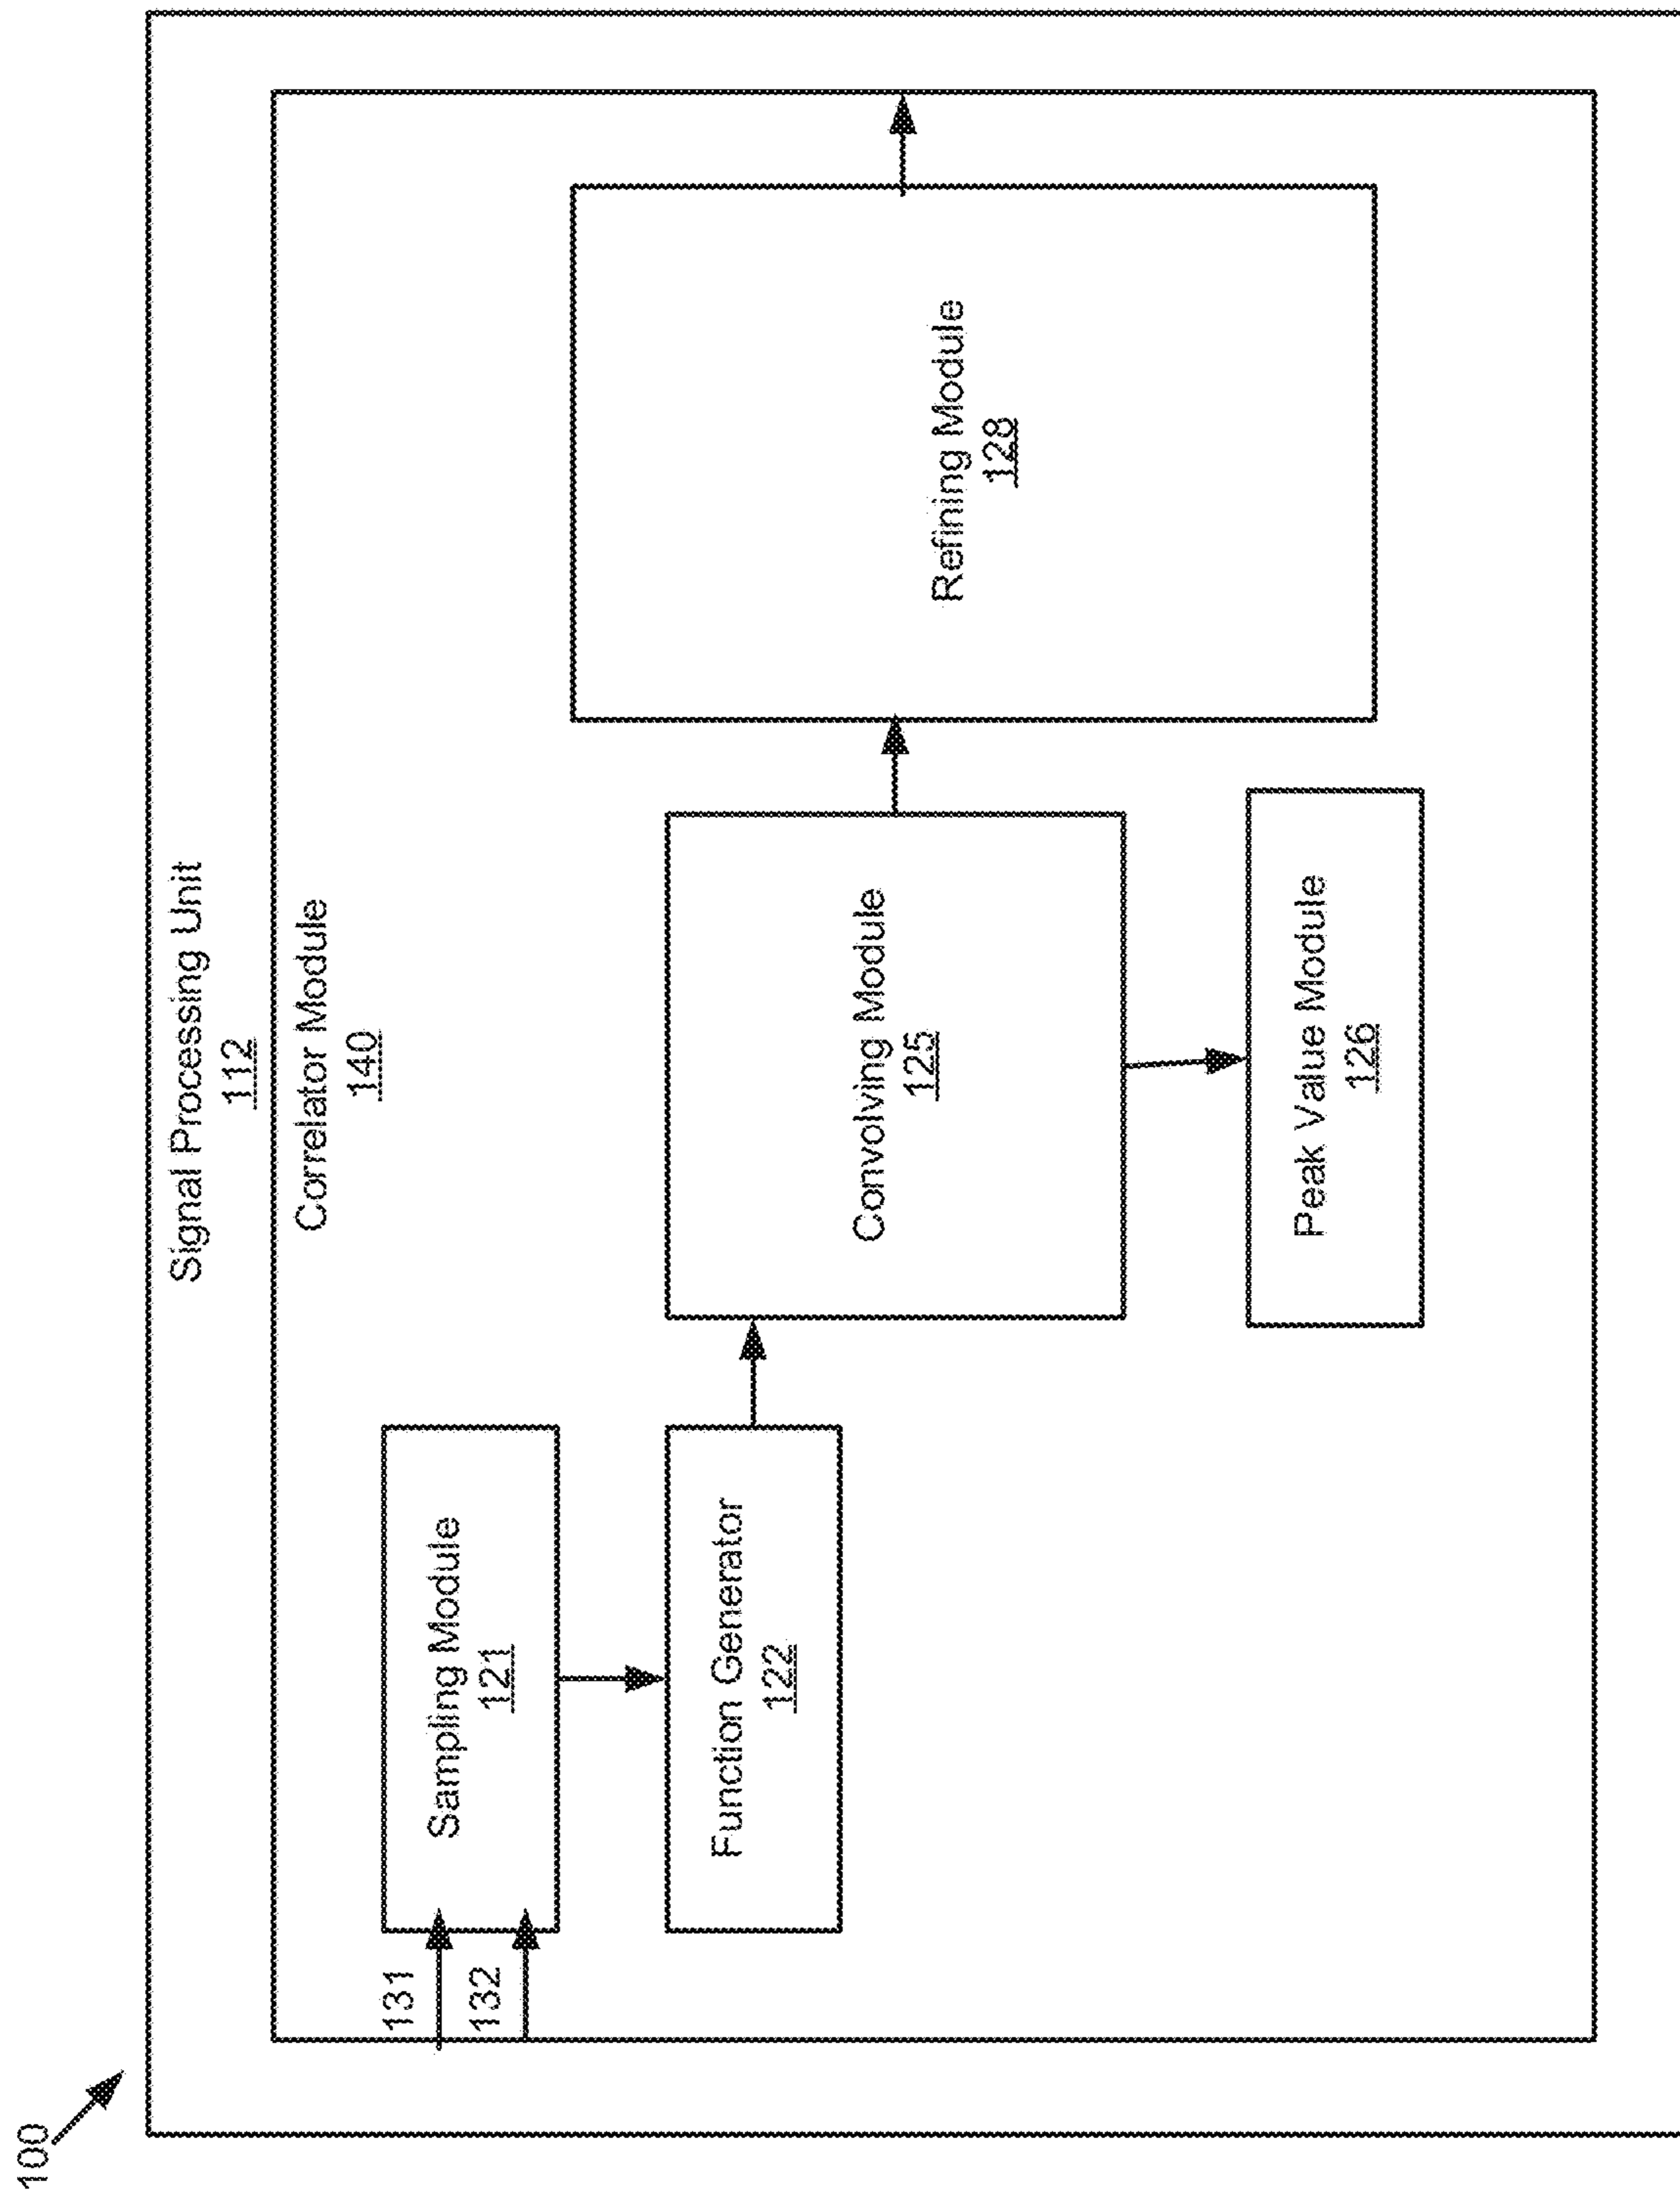 100
Signal Processing Unit
112
Correlator Module
140
131
132
Sampling Module
121
Function Generator
122
Convolving Module
125
Peak Value Module
126
Refining Module
128